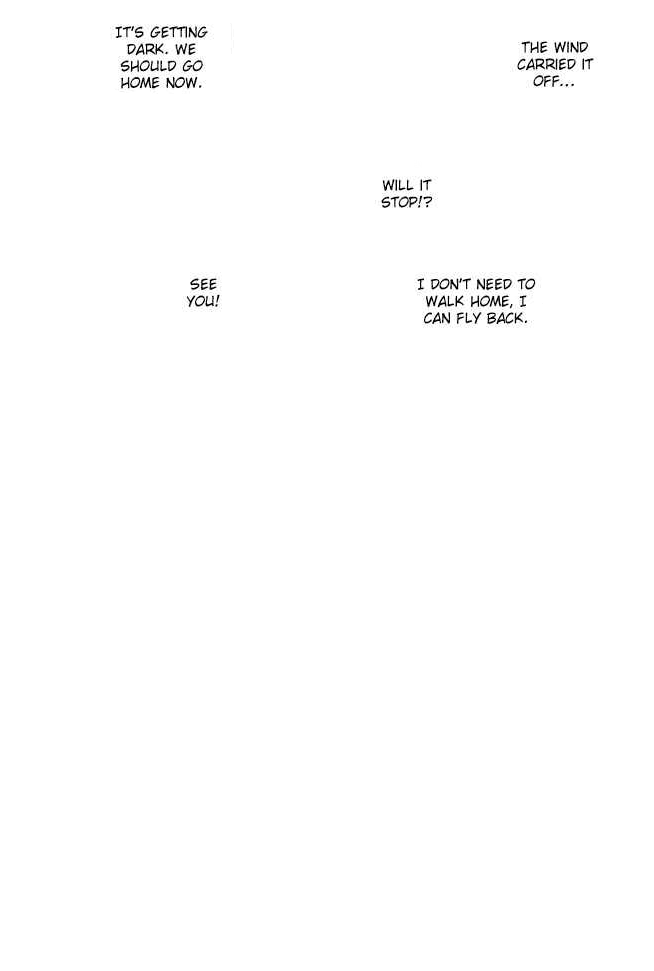 THE WIND
CARRIED IT
OFF...
IT'S GETTING
DARK. WE
SHOULD GO
HOME NOW.
WILL IT
STOP!?
I DON'T NEED TO
WALK HOME, I
CAN FLY BACK.
SEE
YOU!